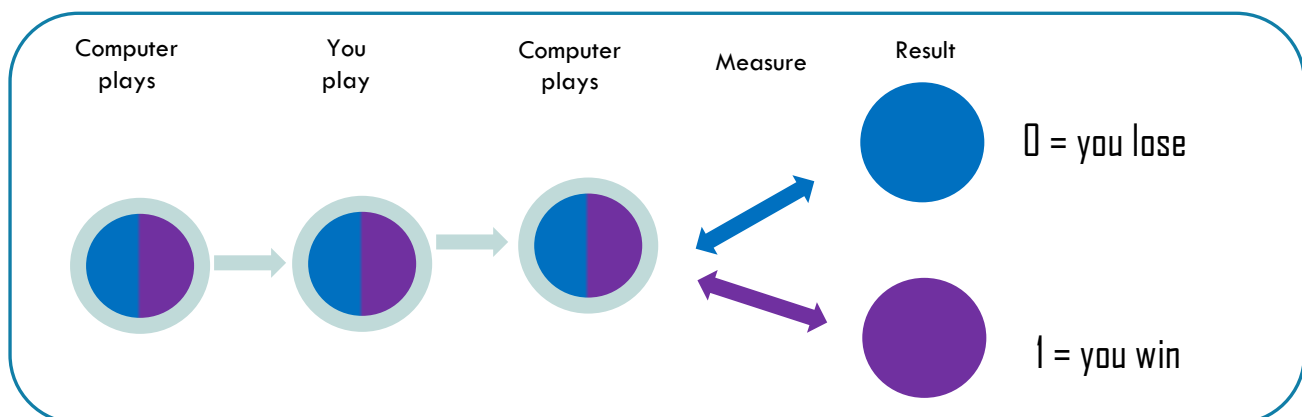 Computer
plays
You
play
Computer
plays
Measure
Result
0 = you lose
1 = you win